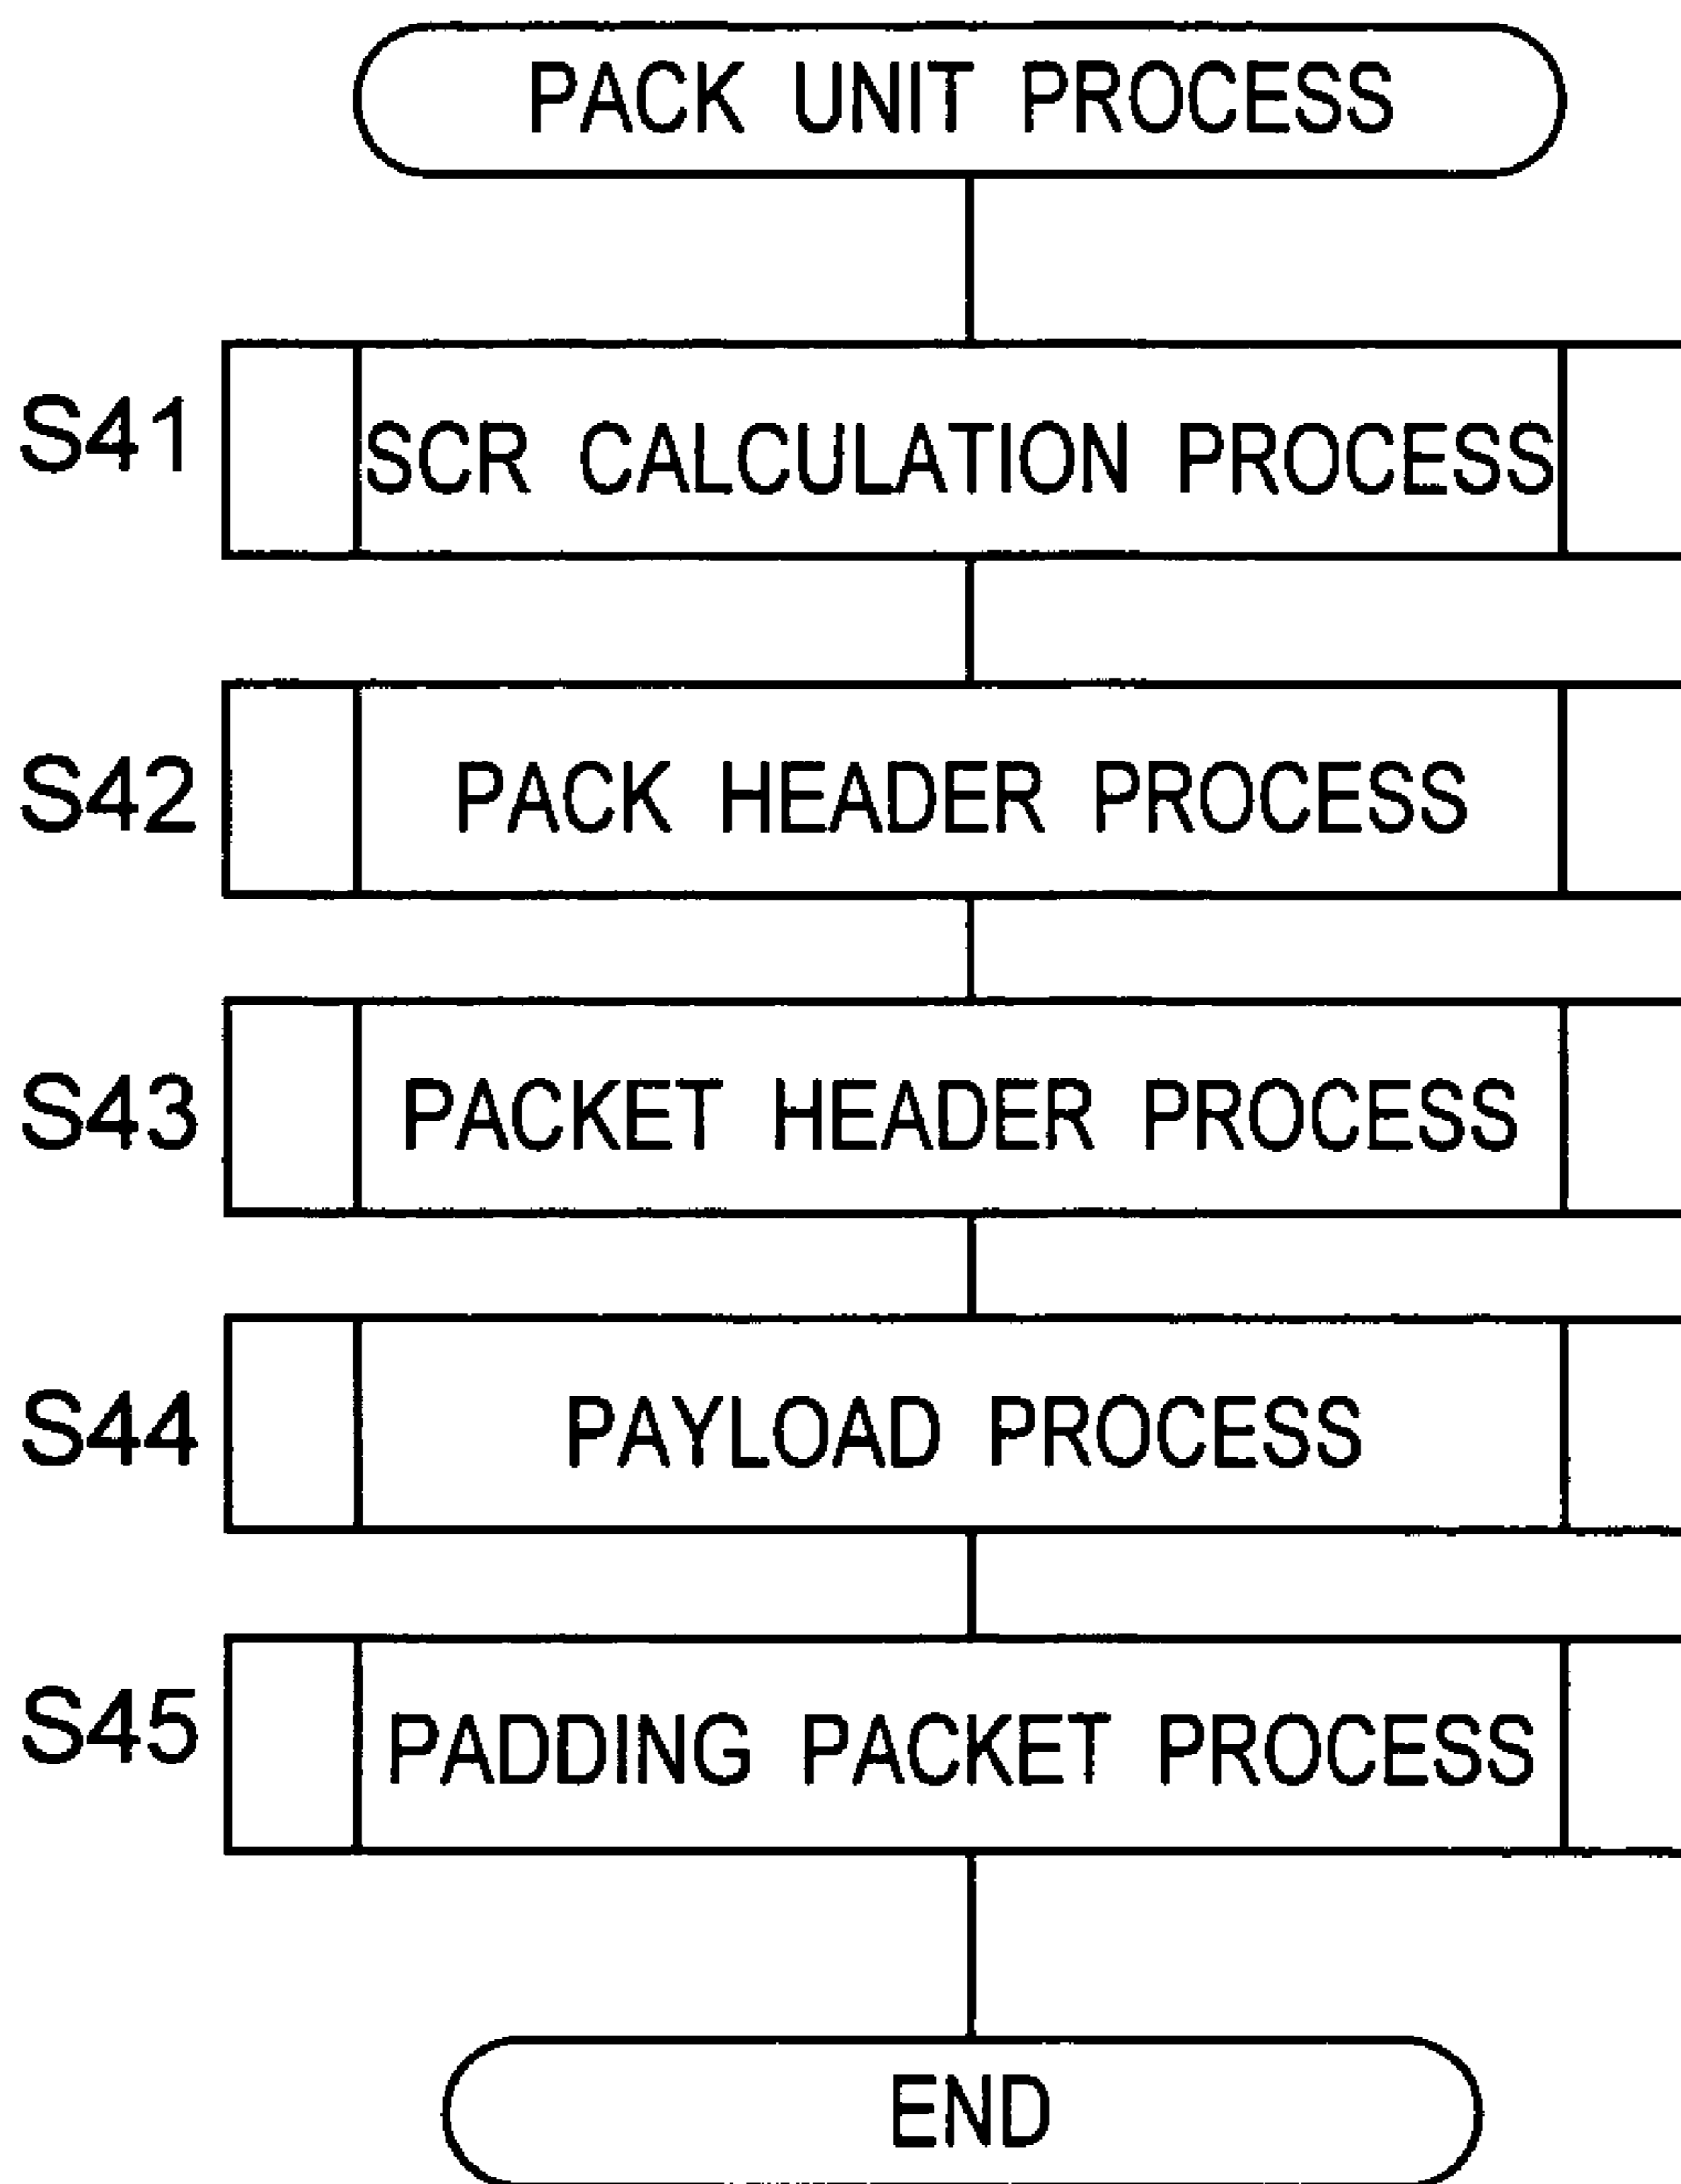 PACK UNIT PROCESS
S41 SCR CALCULATION PROCESS
S42 PACK HEADER PROCESS
S43 PACKET HEADER PROCESS
S44 PAYLOAD PROCESS
S45 PADDING PACKET PROCESS
END